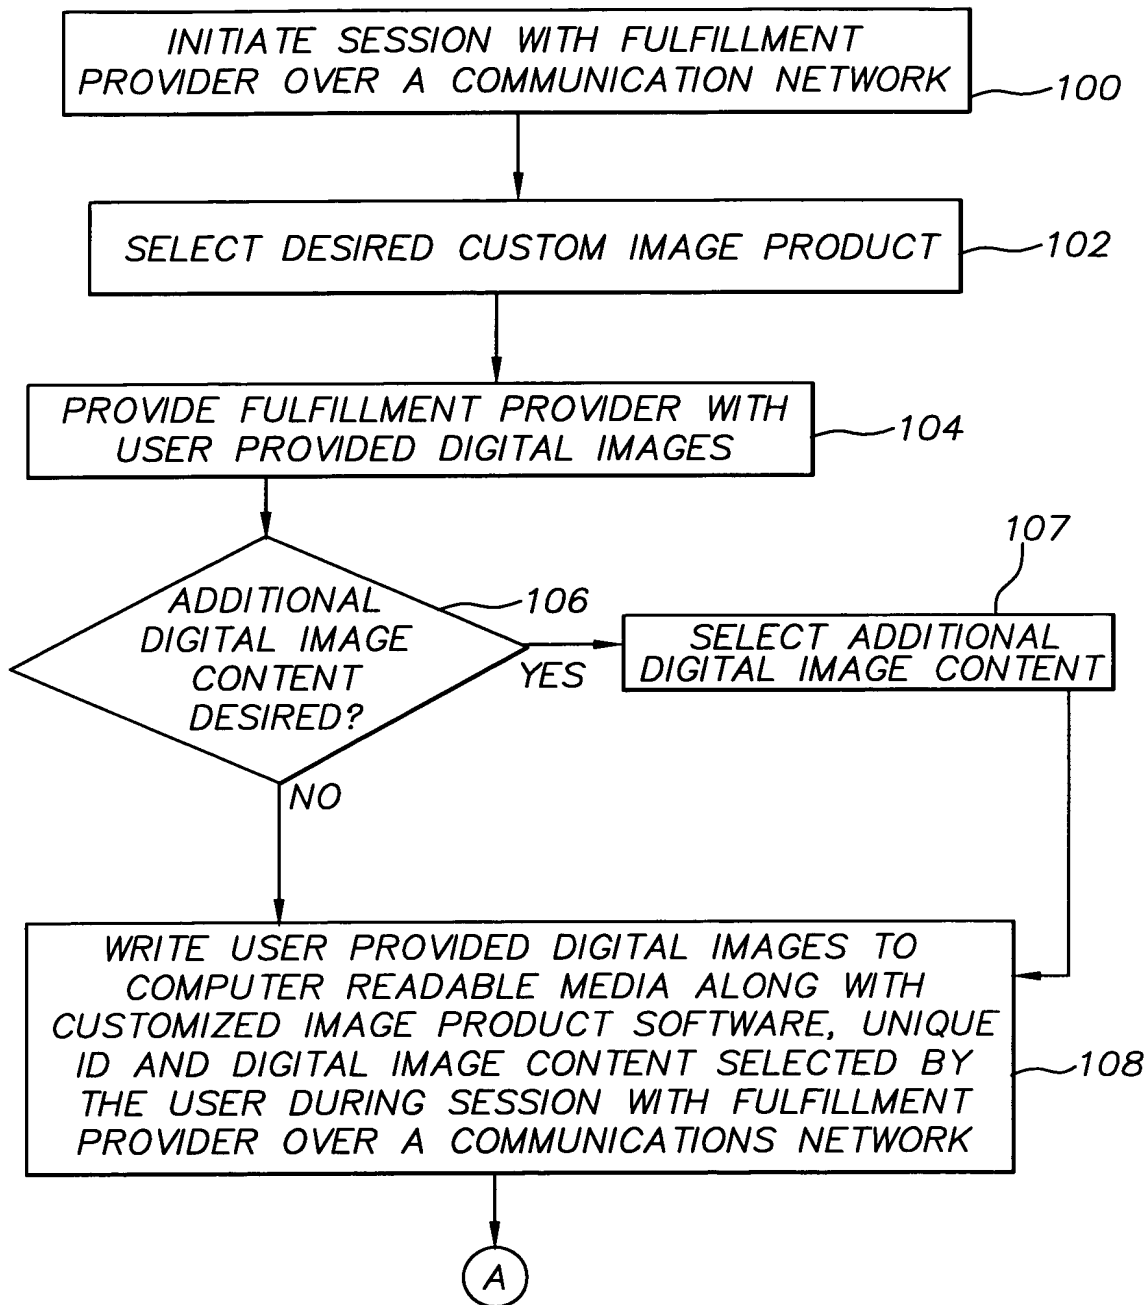 INITIATE SESSION WITH FULFILLMENT
PROVIDER OVER A COMMUNICATION NETWORK
100
SELECT DESIRED CUSTOM IMAGE PRODUCT
102
PROVIDE FULFILLMENT PROVIDER WITH
USER PROVIDED DIGITAL IMAGES
104
107
ADDITIONAL
DIGITAL IMAGE
CONTENT
DESIRED?
106
YES
SELECT ADDITIONAL
DIGITAL IMAGE CONTENT
NO
WRITE USER PROVIDED DIGITAL IMAGES TO
COMPUTER READABLE MEDIA ALONG WITH
CUSTOMIZED IMAGE PRODUCT SOFTWARE, UNIQUE
ID AND DIGITAL IMAGE CONTENT SELECTED BY
THE USER DURING SESSION WITH FULFILLMENT
PROVIDER OVER A COMMUNICATIONS NETWORK
108
A